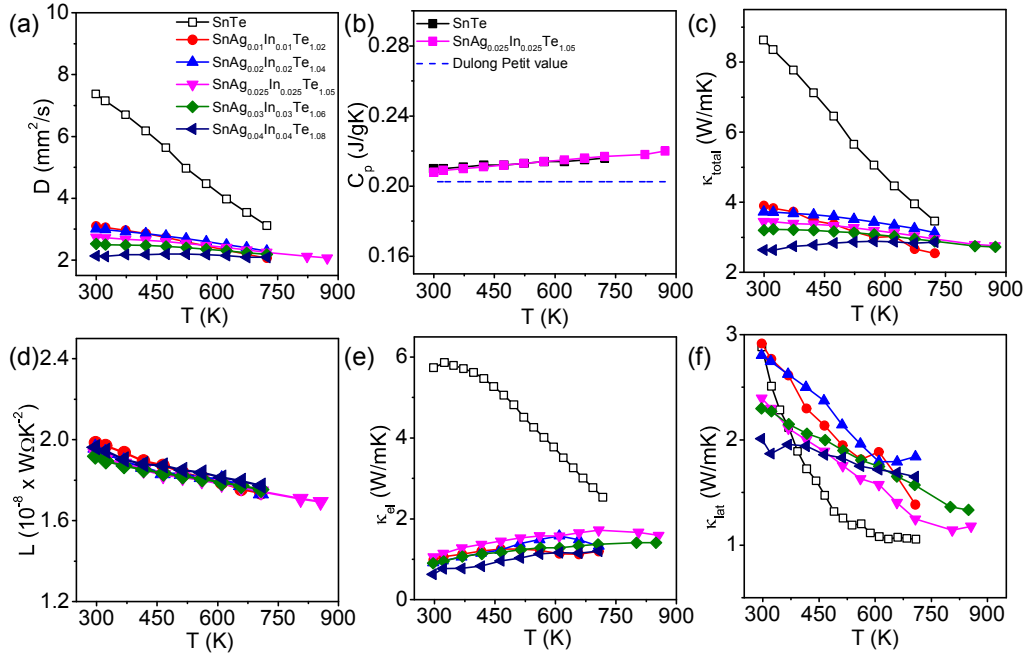 (a)
D (mm²/s)
10
8
6
4
2
300 450 600 750 900
T (K)
SnTe
SnAg₀.₀₁In₀.₀₁Te₁.₀₂
SnAg₀.₀₂In₀.₀₂Te₁.₀₄
SnAg₀.₀₂₅In₀.₀₂₅Te₁.₀₅
SnAg₀.₀₃In₀.₀₃Te₁.₀₆
SnAg₀.₀₄In₀.₀₄Te₁.₀₈
(b)
Cₚ (J/gK)
0.28
0.24
0.20
0.16
300 450 600 750 900
T (K)
SnTe
SnAg₀.₀₂₅In₀.₀₂₅Te₁.₀₅
Dulong Petit value
(c)
κtotal (W/mK)
8
6
4
2
300 450 600 750 900
T (K)
(d)
L (10⁻⁸ x WΩK⁻²)
2.4
2.0
1.6
1.2
300 450 600 750 900
T (K)
(e)
κel (W/mK)
6
4
2
0
300 450 600 750 900
T (K)
(f)
κlat (W/mK)
3
2
1
300 450 600 750 900
T (K)